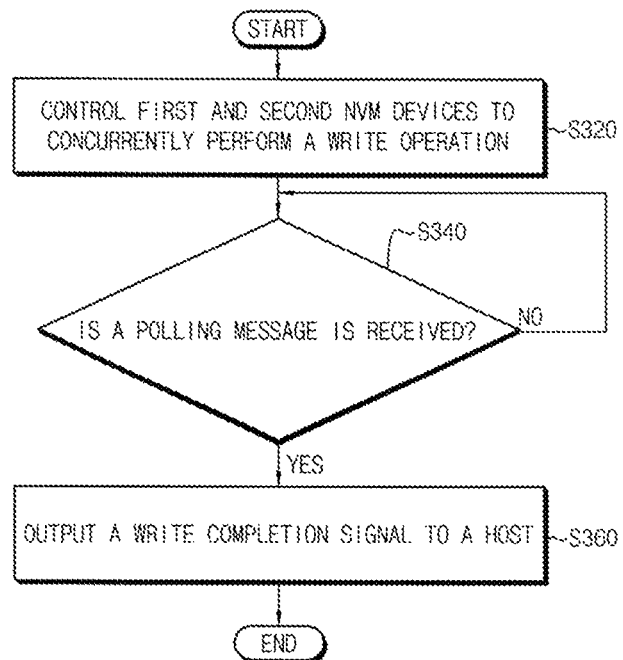 START
CONTROL FIRST AND SECOND NVM DEVICES TO
CONCURRENTLY PERFORM A WRITE OPERATION
S320
S340
IS A POLLING MESSAGE IS RECEIVED?
NO
YES
OUTPUT A WRITE COMPLETION SIGNAL TO A HOST
S360
END